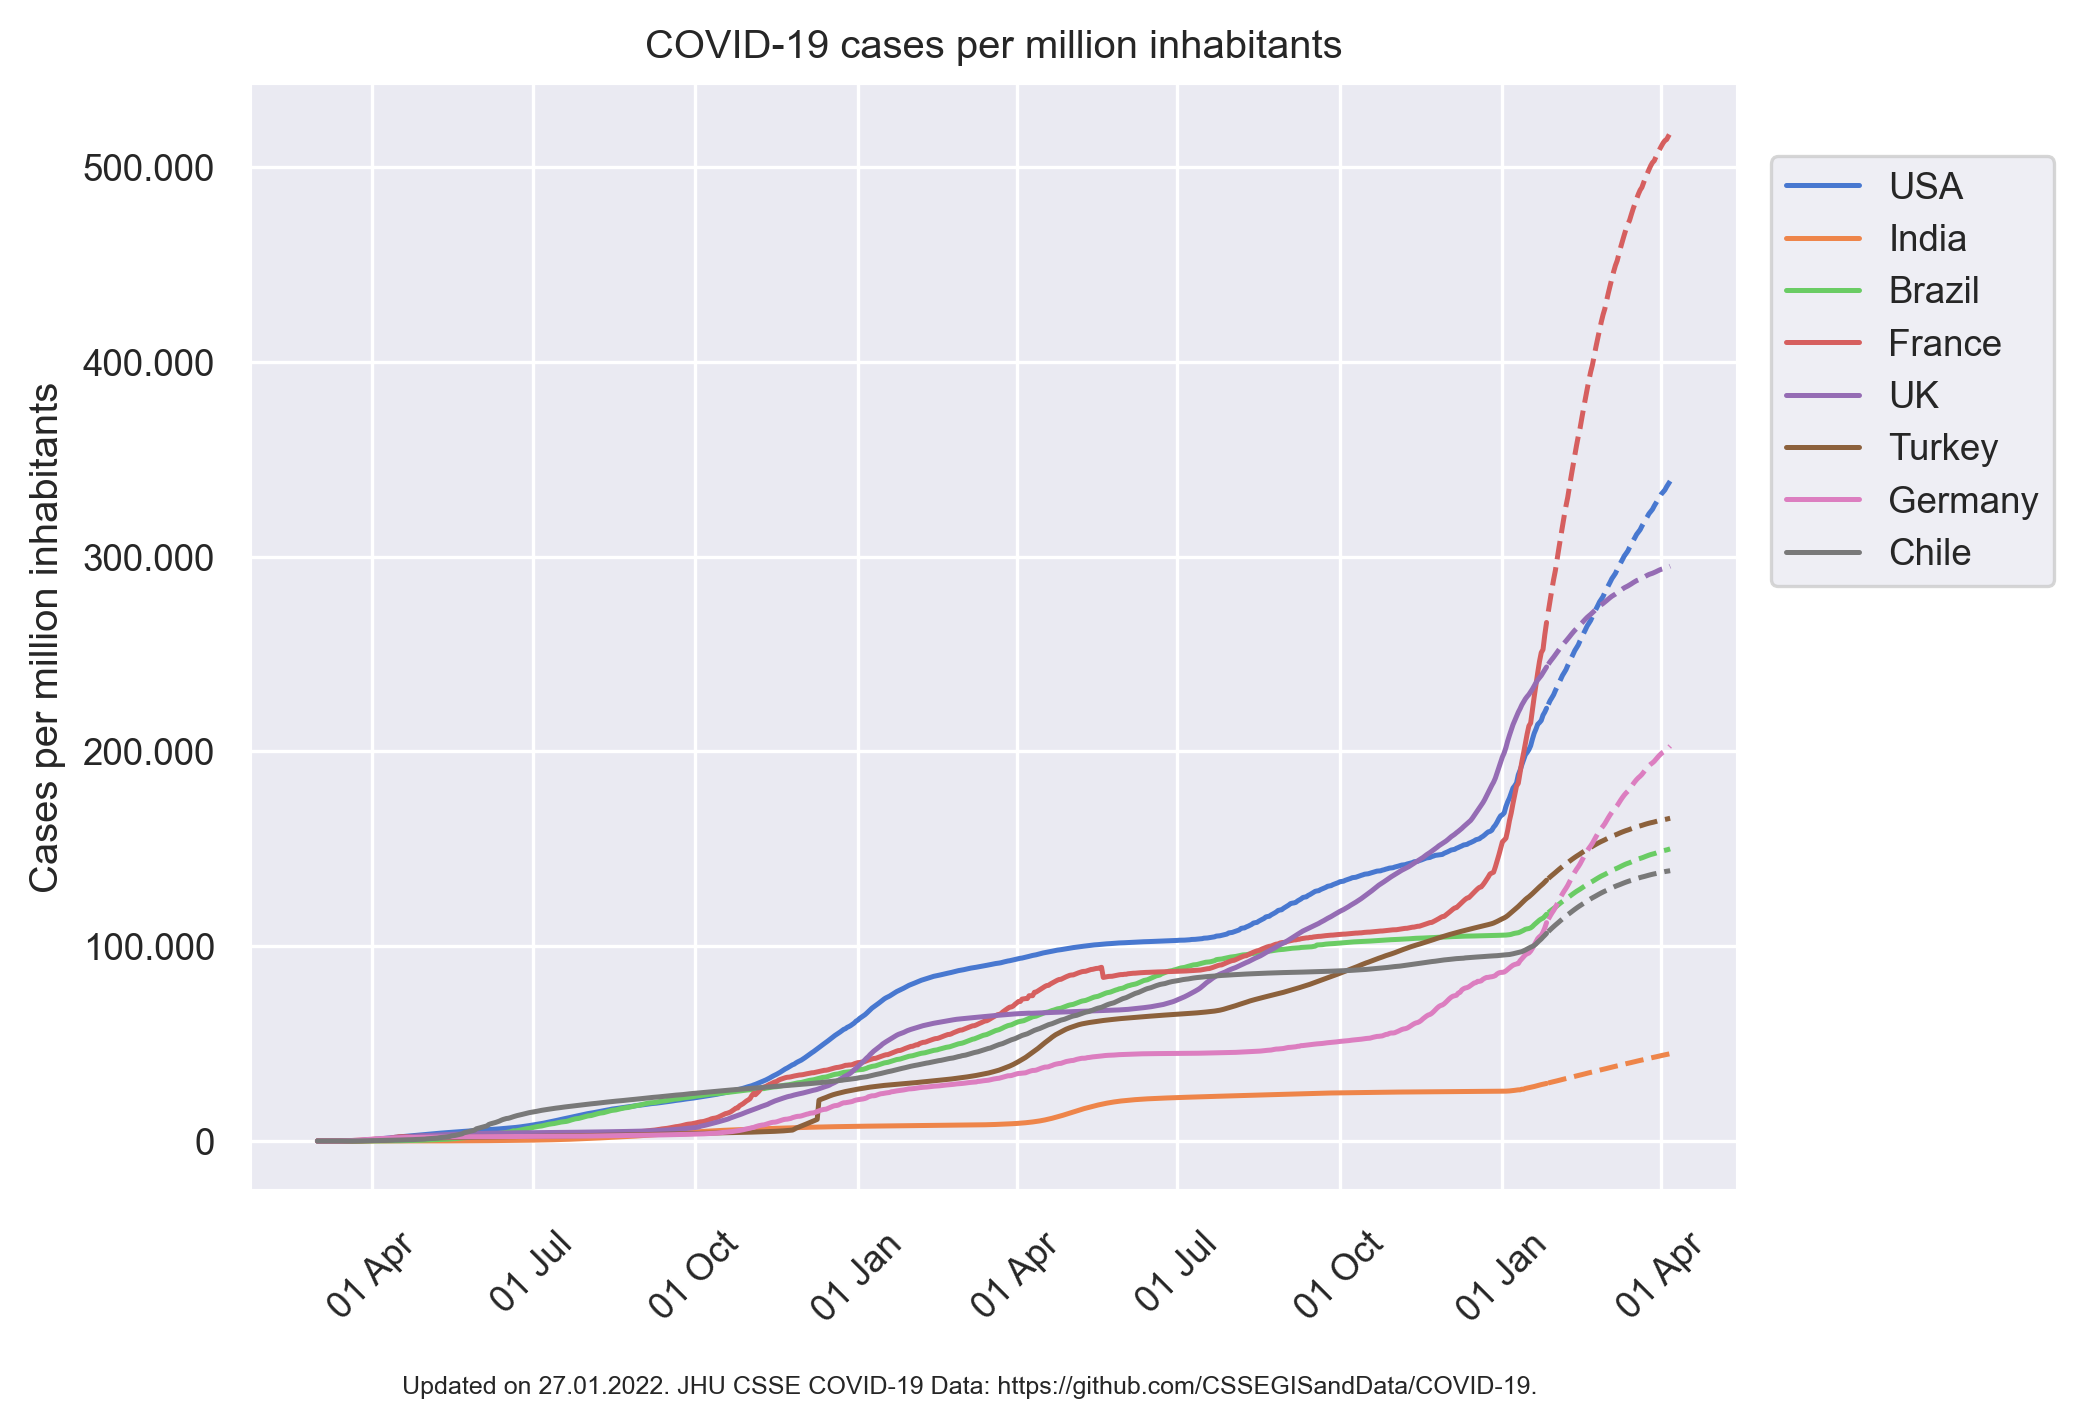 COVID-19 cases per million inhabitants
Cases per million inhabitants
500.000
400.000
300.000
200.000
100.000
0
01 Apr
01 Jul
01 Oct
01 Jan
01 Apr
01 Jul
01 Oct
01 Jan
01 Apr
USA
India
Brazil
France
UK
Turkey
Germany
Chile
Updated on 27.01.2022. JHU CSSE COVID-19 Data: https://github.com/CSSEGISandData/COVID-19.